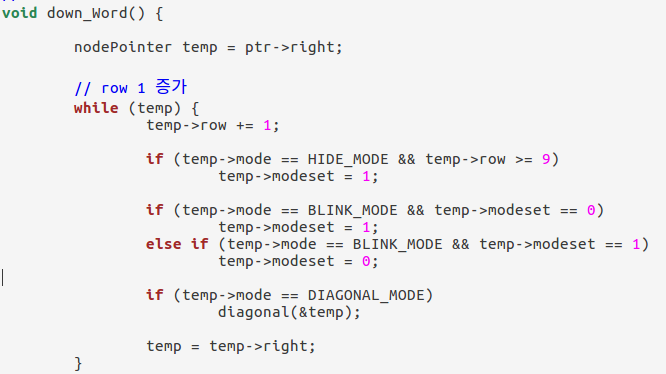 void down_Word() {
nodePointer temp = ptr->right;
// row 1 증가
while (temp) {
temp->row += 1;
if (temp->mode == HIDE_MODE && temp->row >= 9)
temp->modeset = 1;
if (temp->mode == BLINK_MODE && temp->modeset == 0)
temp->modeset = 1;
else if (temp->mode == BLINK_MODE && temp->modeset == 1)
temp->modeset = 0;
if (temp->mode == DIAGONAL_MODE)
diagonal(&temp);
temp = temp->right;
}